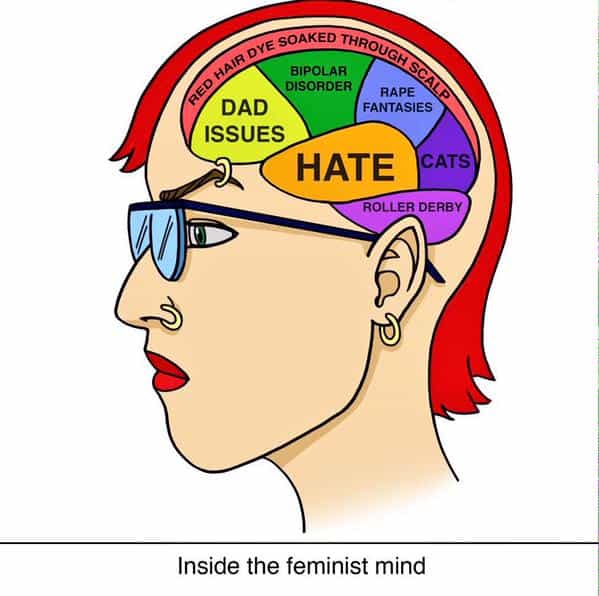 RED HAIR DYE SOAKED THROUGH SCALP
BIPOLAR
DISORDER
RAPE
FANTASIES
DAD
ISSUES
HATE
CATS
ROLLER DERBY
Inside the feminist mind